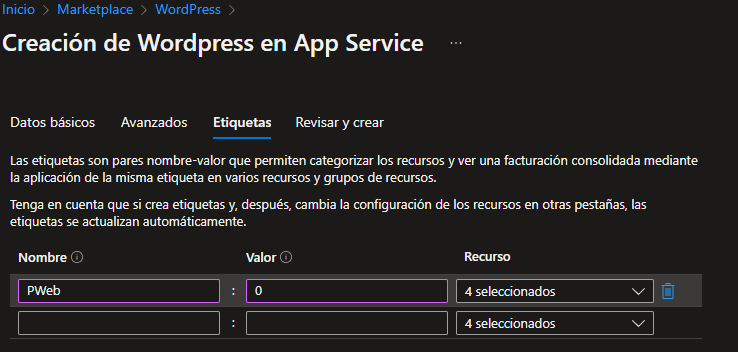 Inicio > Marketplace > WordPress >
Creación de Wordpress en App Service ...
Datos básicos Avanzados Etiquetas Revisar y crear
Las etiquetas son pares nombre-valor que permiten categorizar los recursos y ver una facturación consolidada mediante
la aplicación de la misma etiqueta en varios recursos y grupos de recursos.
Tenga en cuenta que si crea etiquetas y, después, cambia la configuración de los recursos en otras pestañas, las
etiquetas se actualizan automáticamente.
Nombre Valor Recurso
PWeb : 0 4 seleccionados
: 4 seleccionados